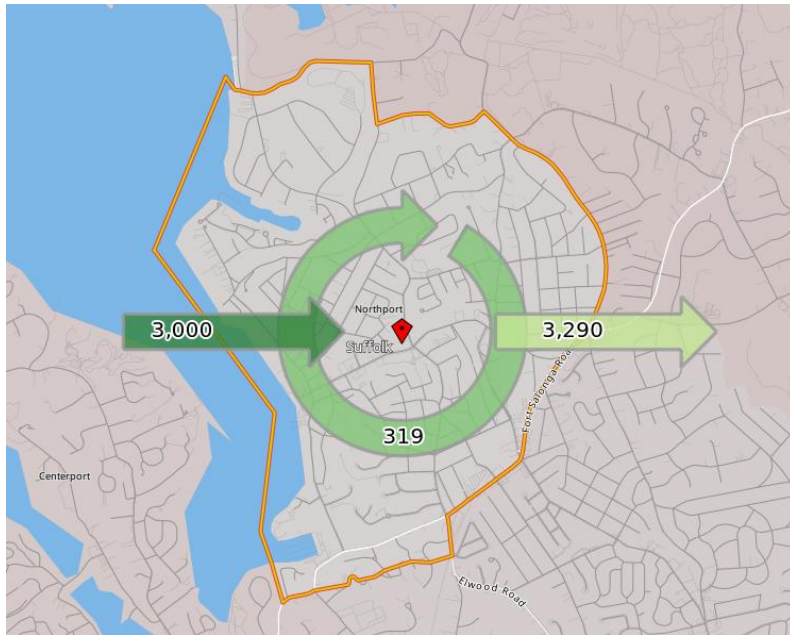 Northport
3,000
3,290
Suffolk
Fort Salonga Road
319
Centerport
Elwood Road